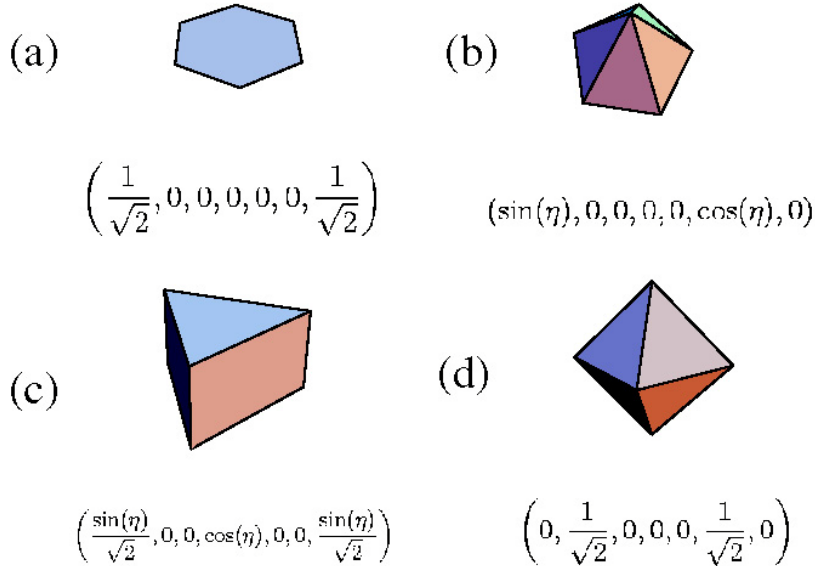 (a)
(b)
(1/√2, 0, 0, 0, 0, 0, 1/√2)
(sin(η), 0, 0, 0, 0, cos(η), 0)
(c)
(d)
(sin(η)/√2, 0, 0, cos(η), 0, 0, sin(η)/√2)
(0, 1/√2, 0, 0, 0, 1/√2, 0)